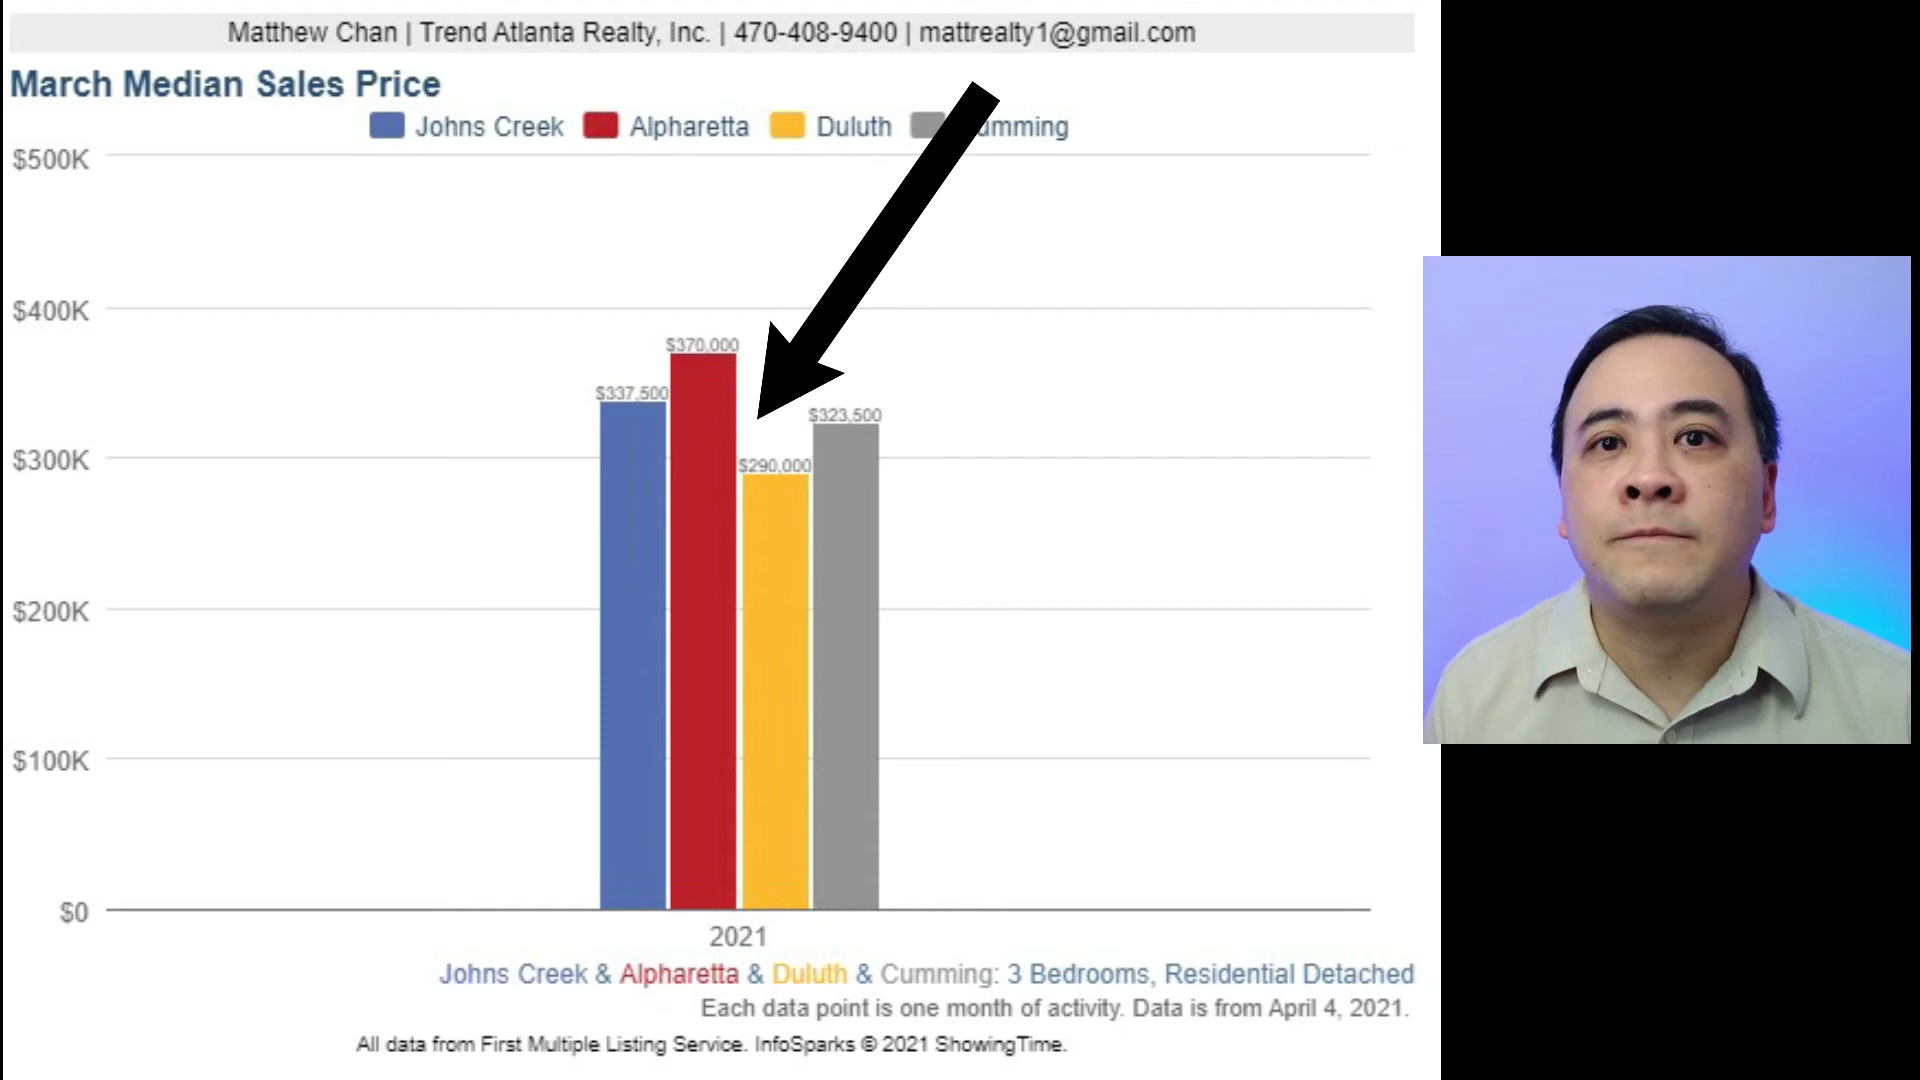 Matthew Chan | Trend Atlanta Realty, Inc. | 470-408-9400 | mattrealty1@gmail.com
March Median Sales Price
Johns Creek Alpharetta Duluth umming
$500K
$400K
$370,000
$337,500
$323,500
$300K
$290,000
$200K
$100K
$0
2021
Johns Creek & Alpharetta & Duluth & Cumming: 3 Bedrooms, Residential Detached
Each data point is one month of activity. Data is from April 4, 2021.
All data from First Multiple Listing Service. InfoSparks © 2021 ShowingTime.